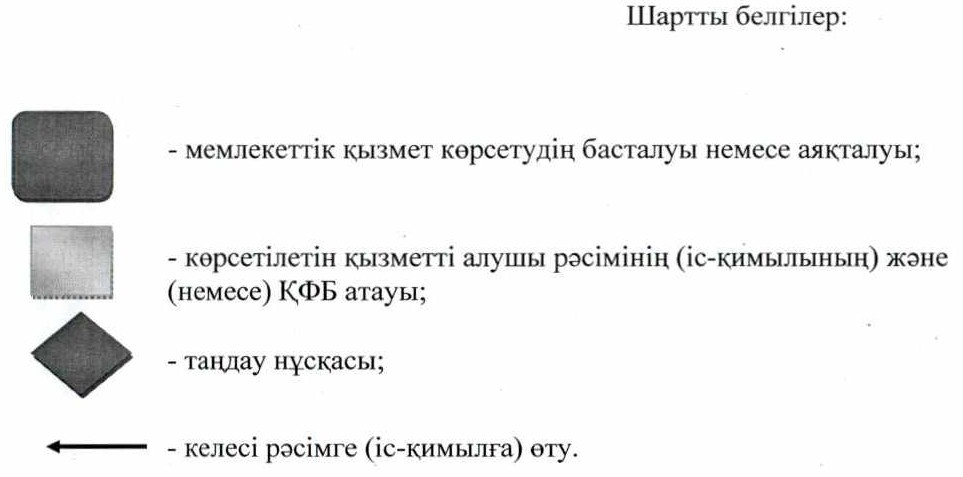 Шартты белгілер:
- мемлекеттік қызмет көрсетудің басталуы немесе аяқталуы;
- көрсетілетін қызметті алушы рәсімінің (іс-қимылының) және
(немесе) ҚФБ атауы;
- таңдау нұсқасы;
- келесі рәсімге (іс-қимылға) өту.